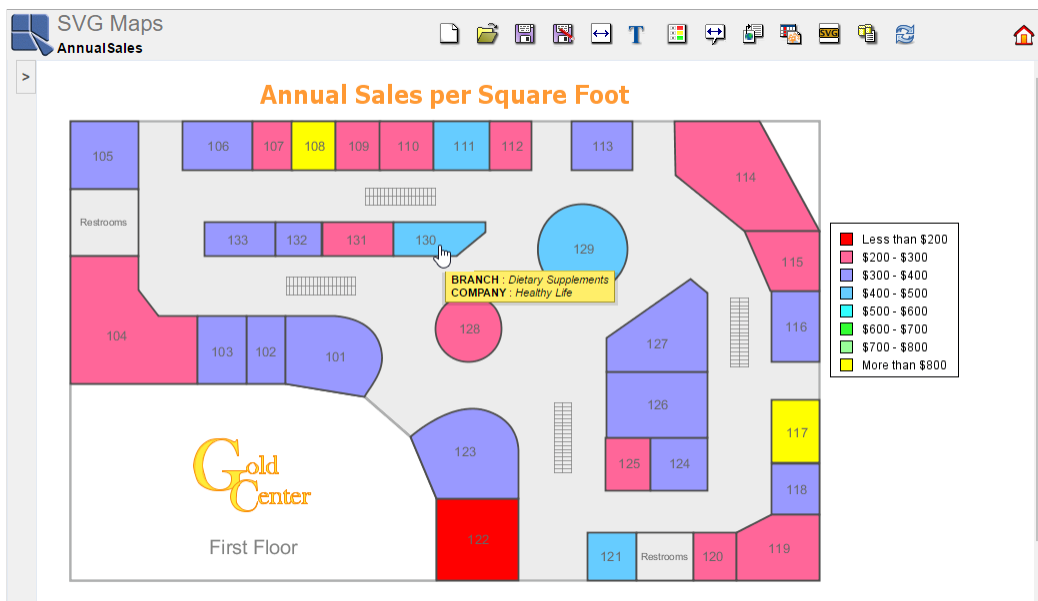 SVG Maps
AnnualSales
T
SVG
>
Annual Sales per Square Foot
105
106
107
108
109
110
111
112
113
114
Restrooms
133
132
131
130
129
BRANCH : Dietary Supplements
COMPANY : Healthy Life
115
116
104
103
102
101
128
127
126
125
124
123
122
117
118
119
120
Restrooms
121
Gold
Center
First Floor
Less than $200
$200 - $300
$300 - $400
$400 - $500
$500 - $600
$600 - $700
$700 - $800
More than $800